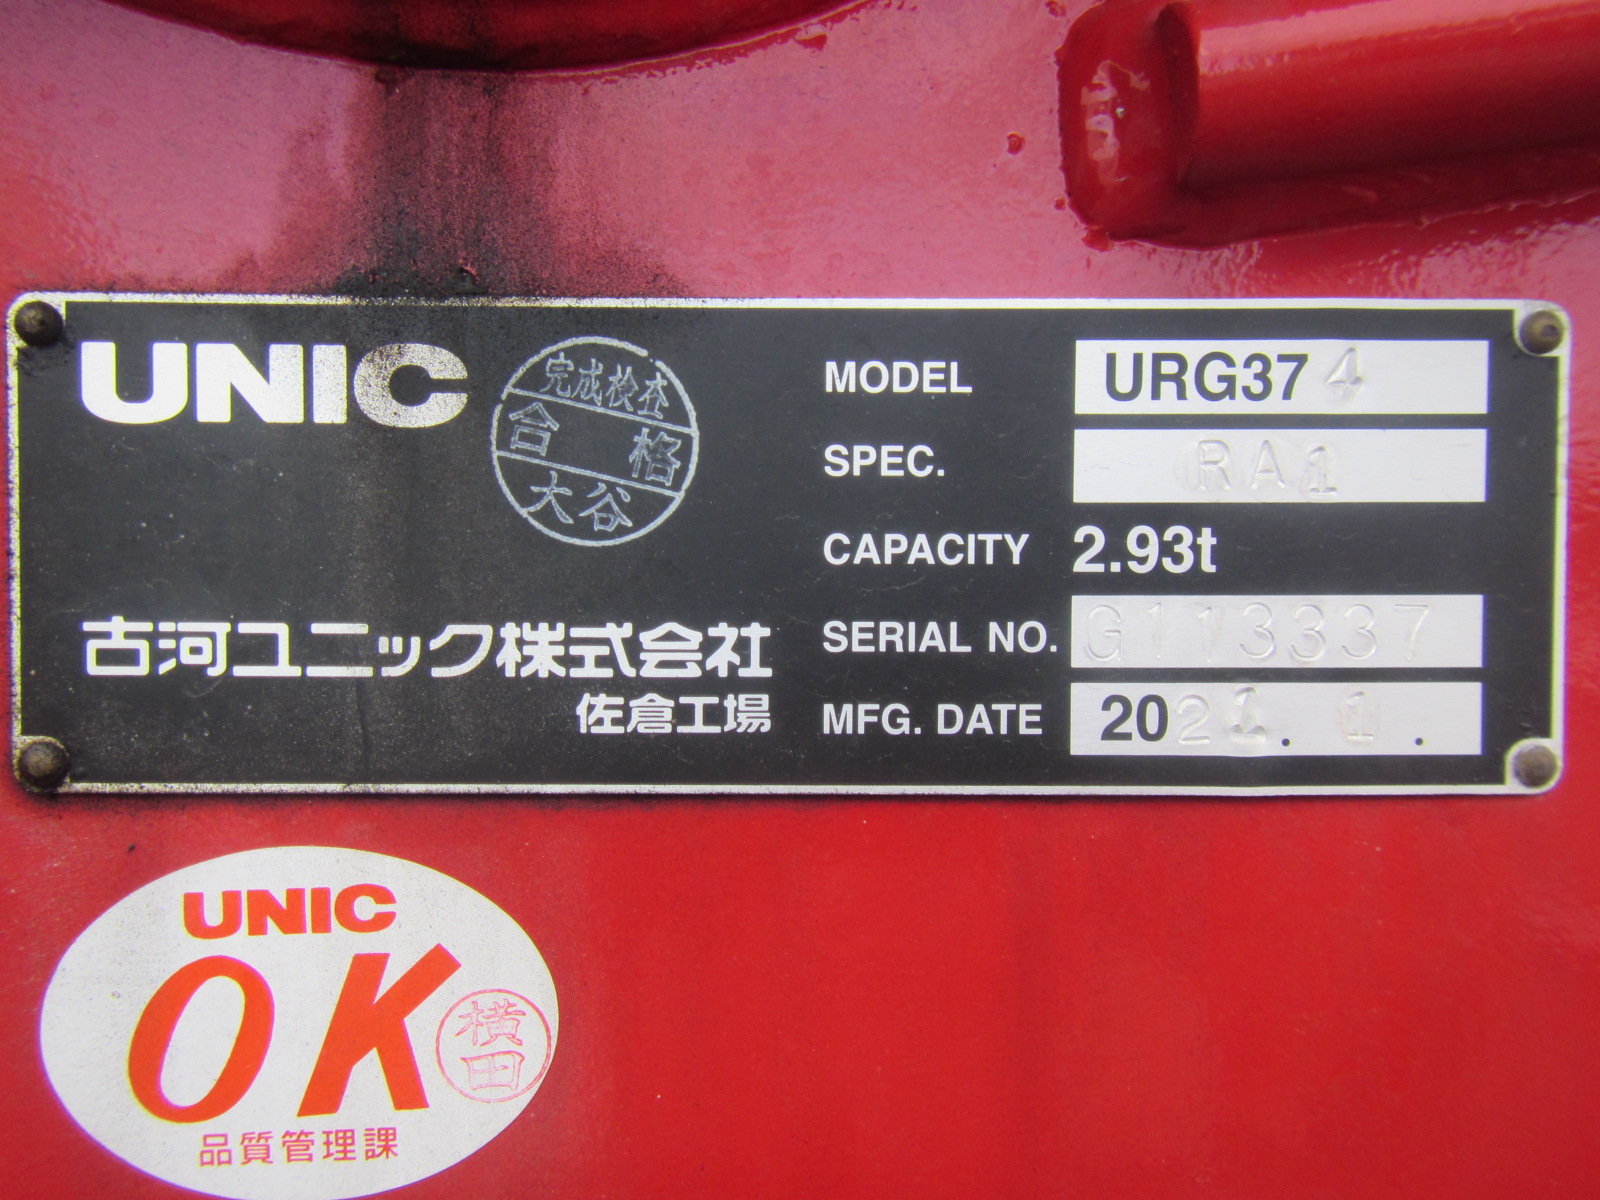 UNIC
完成検査
合格
大谷
古河ユニック株式会社
佐倉工場
MODEL URG374
SPEC. RA1
CAPACITY 2.93t
SERIAL NO. G113337
MFG. DATE 2021. 1.
UNIC
OK
横田
品質管理課